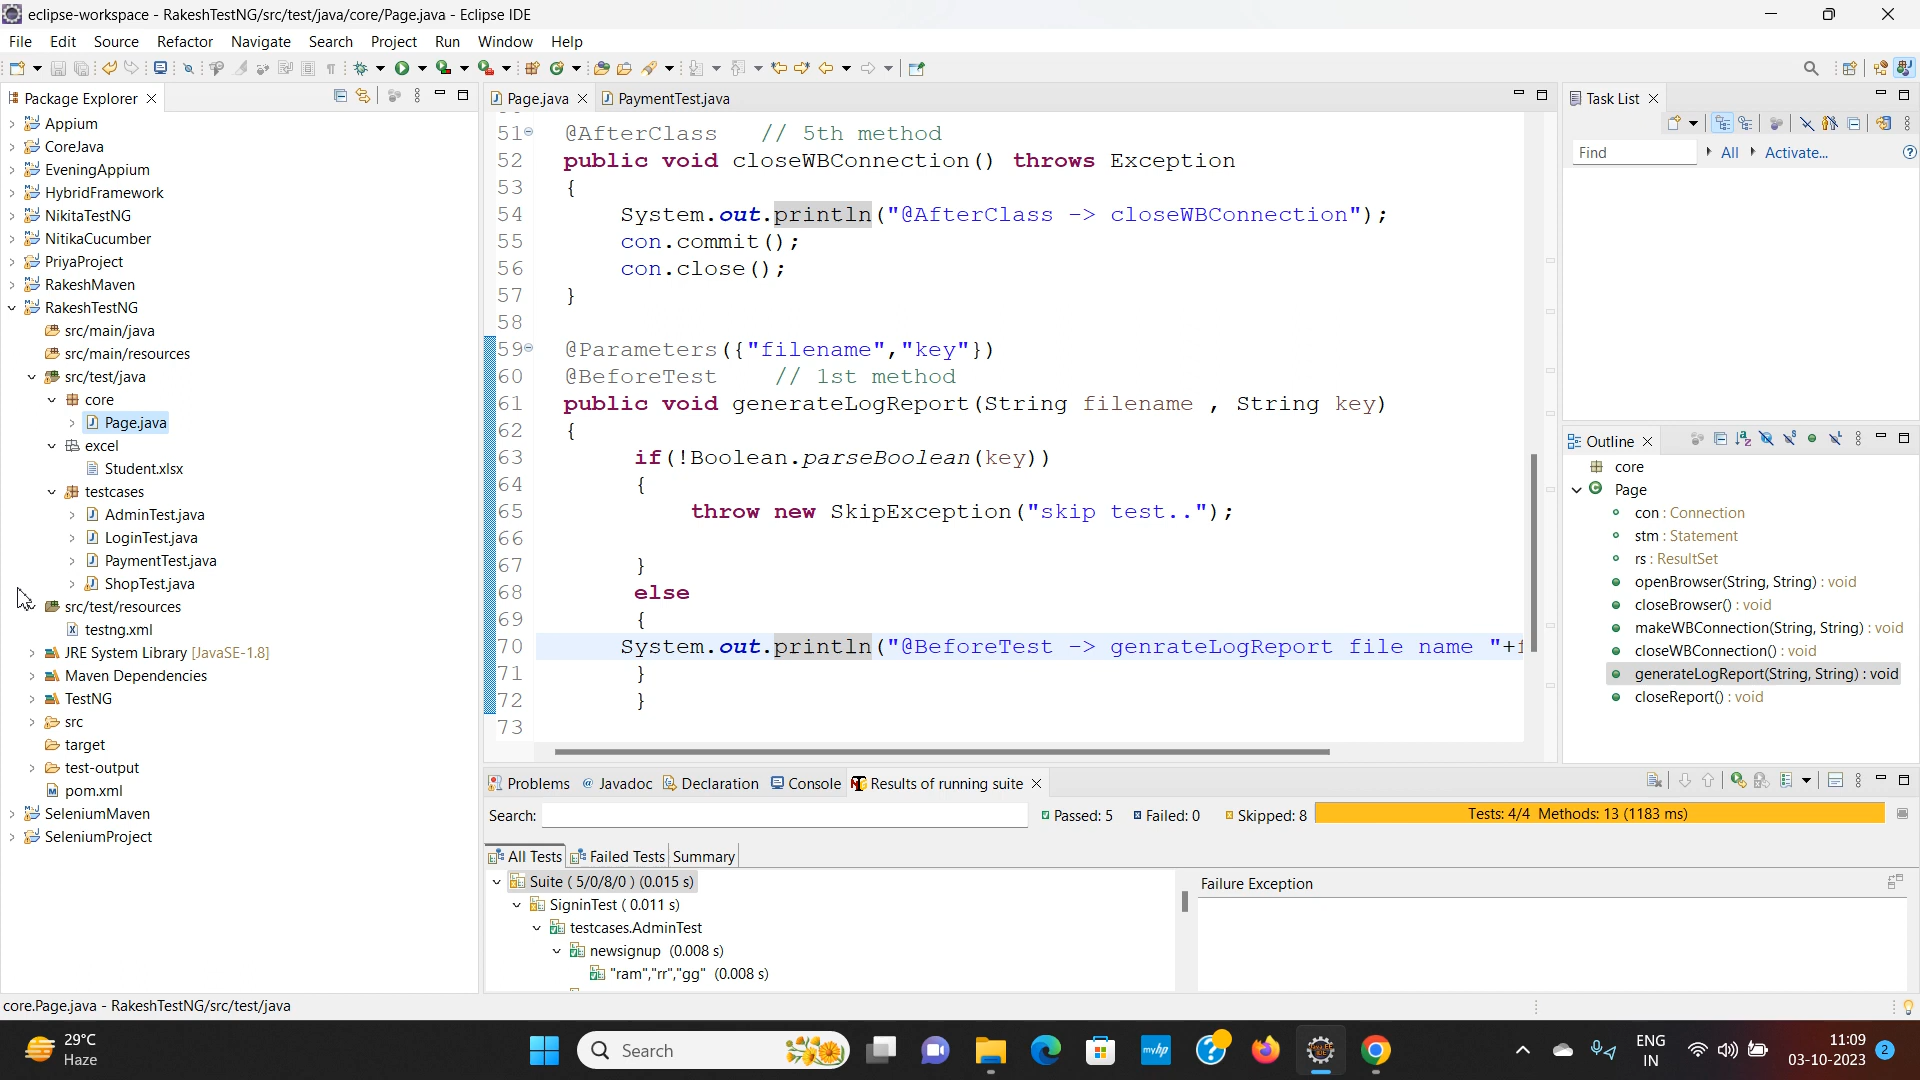 eclipse-workspace - RakeshTestNG/src/test/java/core/Page.java - Eclipse IDE
File Edit Source Refactor Navigate Search Project Run Window Help
Package Explorer
Appium
CoreJava
EveningAppium
HybridFramework
NikitaTestNG
NitikaCucumber
PriyaProject
RakeshMaven
RakeshTestNG
src/main/java
src/main/resources
src/test/java
core
Page.java
excel
Student.xlsx
testcases
AdminTest.java
LoginTest.java
PaymentTest.java
ShopTest.java
src/test/resources
testng.xml
JRE System Library [JavaSE-1.8]
Maven Dependencies
TestNG
src
target
test-output
pom.xml
SeleniumMaven
SeleniumProject
Page.java PaymentTest.java
51 @AfterClass // 5th method
52 public void closeWBConnection() throws Exception
53 {
54 System.out.println("@AfterClass -> closeWBConnection");
55 con.commit();
56 con.close();
57 }
58
59 @Parameters({"filename","key"})
60 @BeforeTest // 1st method
61 public void generateLogReport(String filename , String key)
62 {
63 if(!Boolean.parseBoolean(key))
64 {
65 throw new SkipException("skip test..");
66
67 }
68 else
69 {
70 System.out.println("@BeforeTest -> genrateLogReport file name "+
71 }
72 }
73
Task List
Find All Activate...
Outline
core
Page
con : Connection
stm : Statement
rs : ResultSet
openBrowser(String, String) : void
closeBrowser() : void
makeWBConnection(String, String) : void
closeWBConnection() : void
generateLogReport(String, String) : void
closeReport() : void
Problems Javadoc Declaration Console Results of running suite
Search: Passed: 5 Failed: 0 Skipped: 8 Tests: 4/4 Methods: 13 (1183 ms)
All Tests Failed Tests Summary
Suite ( 5/0/8/0 ) (0.015 s)
SigninTest ( 0.011 s)
testcases.AdminTest
newsignup (0.008 s)
"ram","rr","gg" (0.008 s)
Failure Exception
core.Page.java - RakeshTestNG/src/test/java
29°C
Haze
Search
myhp
ENG
IN
11:09
03-10-2023
2